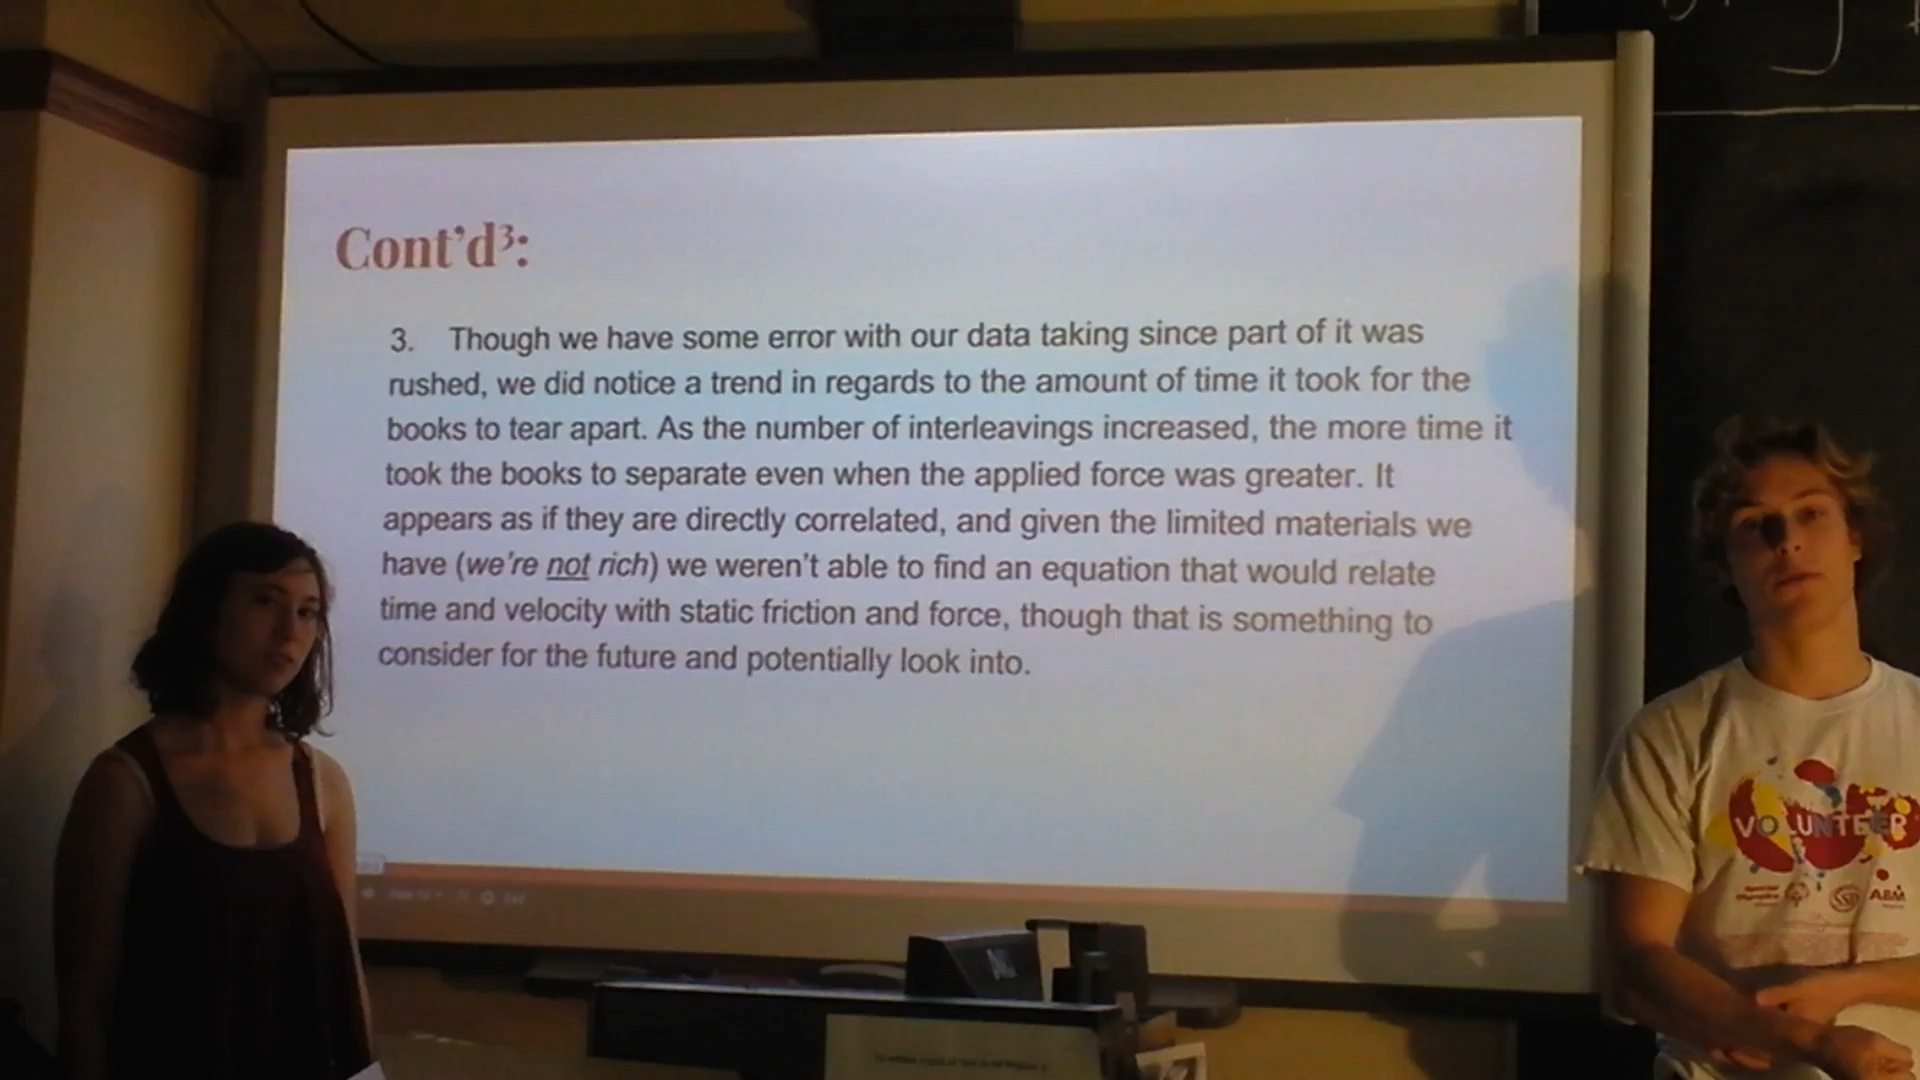 Cont’d³:
3. Though we have some error with our data taking since part of it was
rushed, we did notice a trend in regards to the amount of time it took for the
books to tear apart. As the number of interleavings increased, the more time it
took the books to separate even when the applied force was greater. It
appears as if they are directly correlated, and given the limited materials we
have (we’re not rich) we weren’t able to find an equation that would relate
time and velocity with static friction and force, though that is something to
consider for the future and potentially look into.
VOLUNTEER